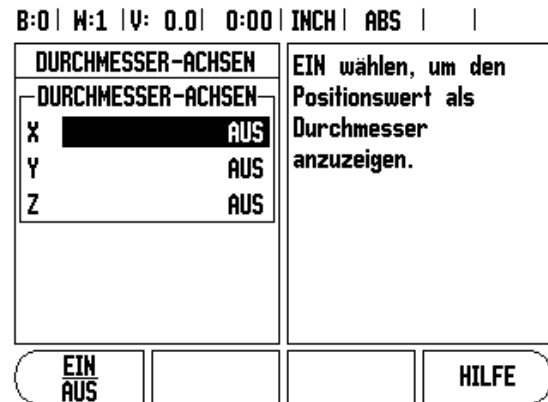 B:0 | W:1 | V: 0.0 | 0:00 | INCH | ABS | |
DURCHMESSER-ACHSEN
DURCHMESSER-ACHSEN
X AUS
Y AUS
Z AUS
EIN wählen, um den
Positionswert als
Durchmesser
anzuzeigen.
EIN
AUS
HILFE